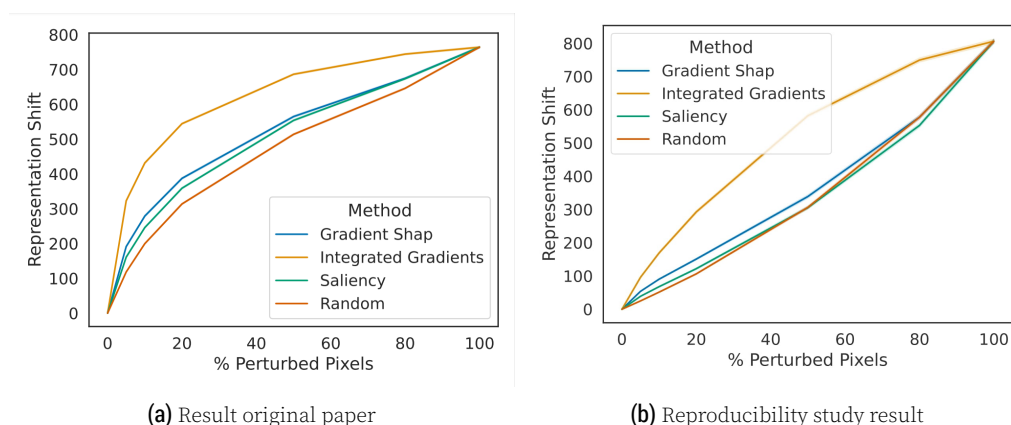 800
700
600
500
400
300
200
100
0
Representation Shift
Method
Gradient Shap
Integrated Gradients
Saliency
Random
0 20 40 60 80 100
% Perturbed Pixels
(a) Result original paper
800
700
600
500
400
300
200
100
0
Representation Shift
Method
Gradient Shap
Integrated Gradients
Saliency
Random
0 20 40 60 80 100
% Perturbed Pixels
(b) Reproducibility study result